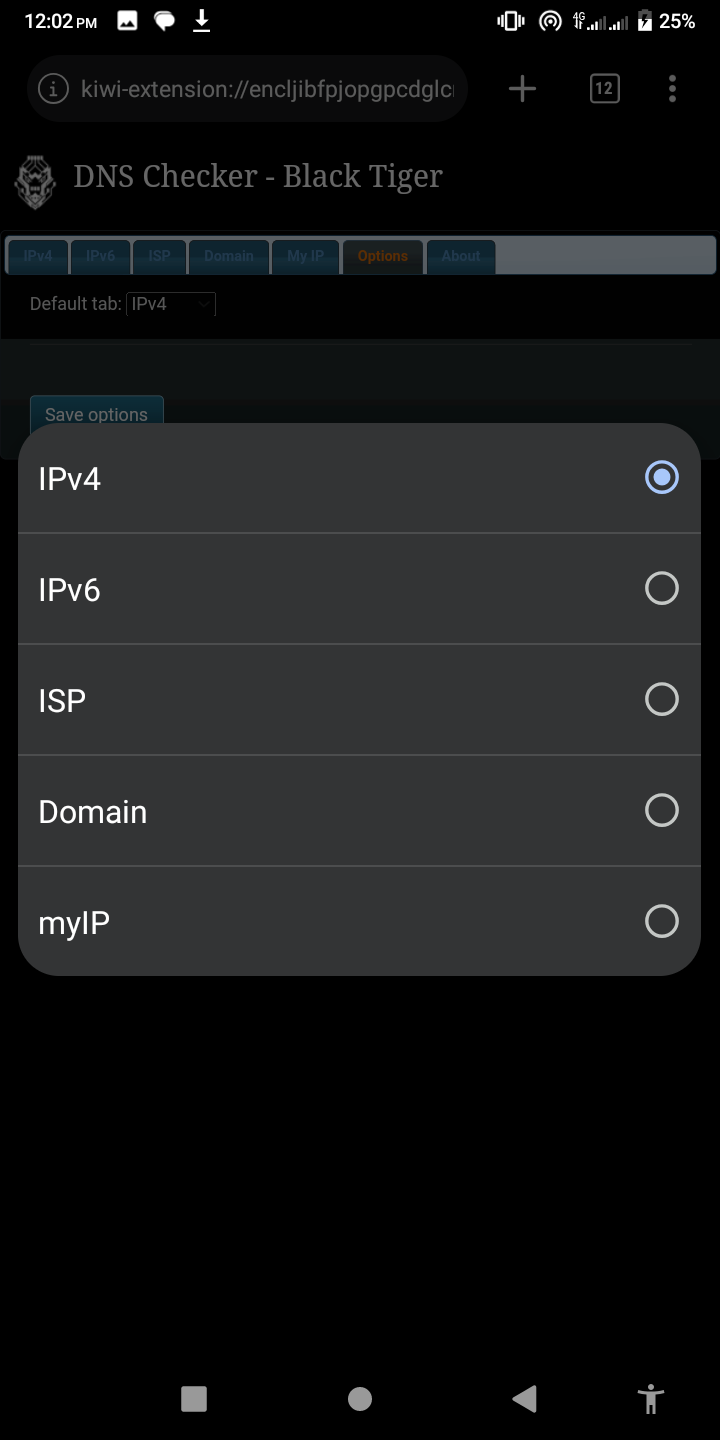 12:02 PM 4G 25%
kiwi-extension://encljibfpjopgpcdglc 12
DNS Checker - Black Tiger
IPv4 IPv6 ISP Domain My IP Options About
Default tab: IPv4
Save options
IPv4
IPv6
ISP
Domain
myIP